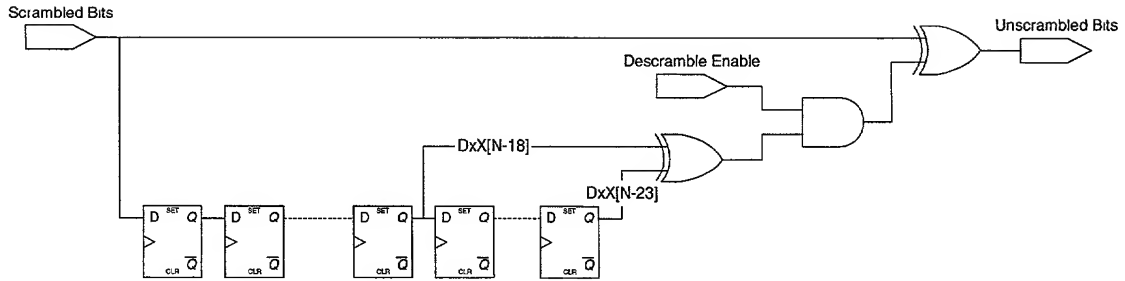 Scrambled Bits
Unscrambled Bits
Descramble Enable
DxX[N-18]
DxX[N-23]
D SET Q D SET Q D SET Q D SET Q D SET Q
CLR Q CLR Q CLR Q CLR Q CLR Q